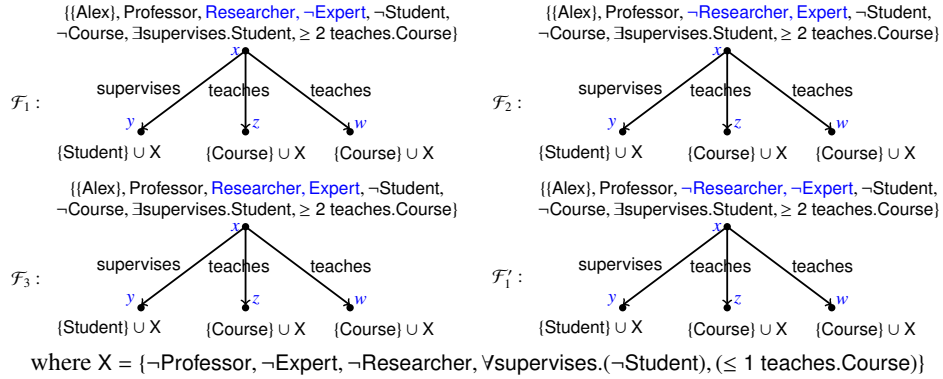 {{Alex}, Professor, Researcher, ¬Expert, ¬Student,
¬Course, ∃supervises.Student, ≥ 2 teaches.Course}
x
supervises teaches teaches
ℱ₁ :
y z w
{Student} ∪ X {Course} ∪ X {Course} ∪ X
{{Alex}, Professor, ¬Researcher, Expert, ¬Student,
¬Course, ∃supervises.Student, ≥ 2 teaches.Course}
x
supervises teaches teaches
ℱ₂ :
y z w
{Student} ∪ X {Course} ∪ X {Course} ∪ X
{{Alex}, Professor, Researcher, Expert, ¬Student,
¬Course, ∃supervises.Student, ≥ 2 teaches.Course}
x
supervises teaches teaches
ℱ₃ :
y z w
{Student} ∪ X {Course} ∪ X {Course} ∪ X
{{Alex}, Professor, ¬Researcher, ¬Expert, ¬Student,
¬Course, ∃supervises.Student, ≥ 2 teaches.Course}
x
supervises teaches teaches
ℱ′₁ :
y z w
{Student} ∪ X {Course} ∪ X {Course} ∪ X
where X = {¬Professor, ¬Expert, ¬Researcher, ∀supervises.(¬Student), (≤ 1 teaches.Course)}